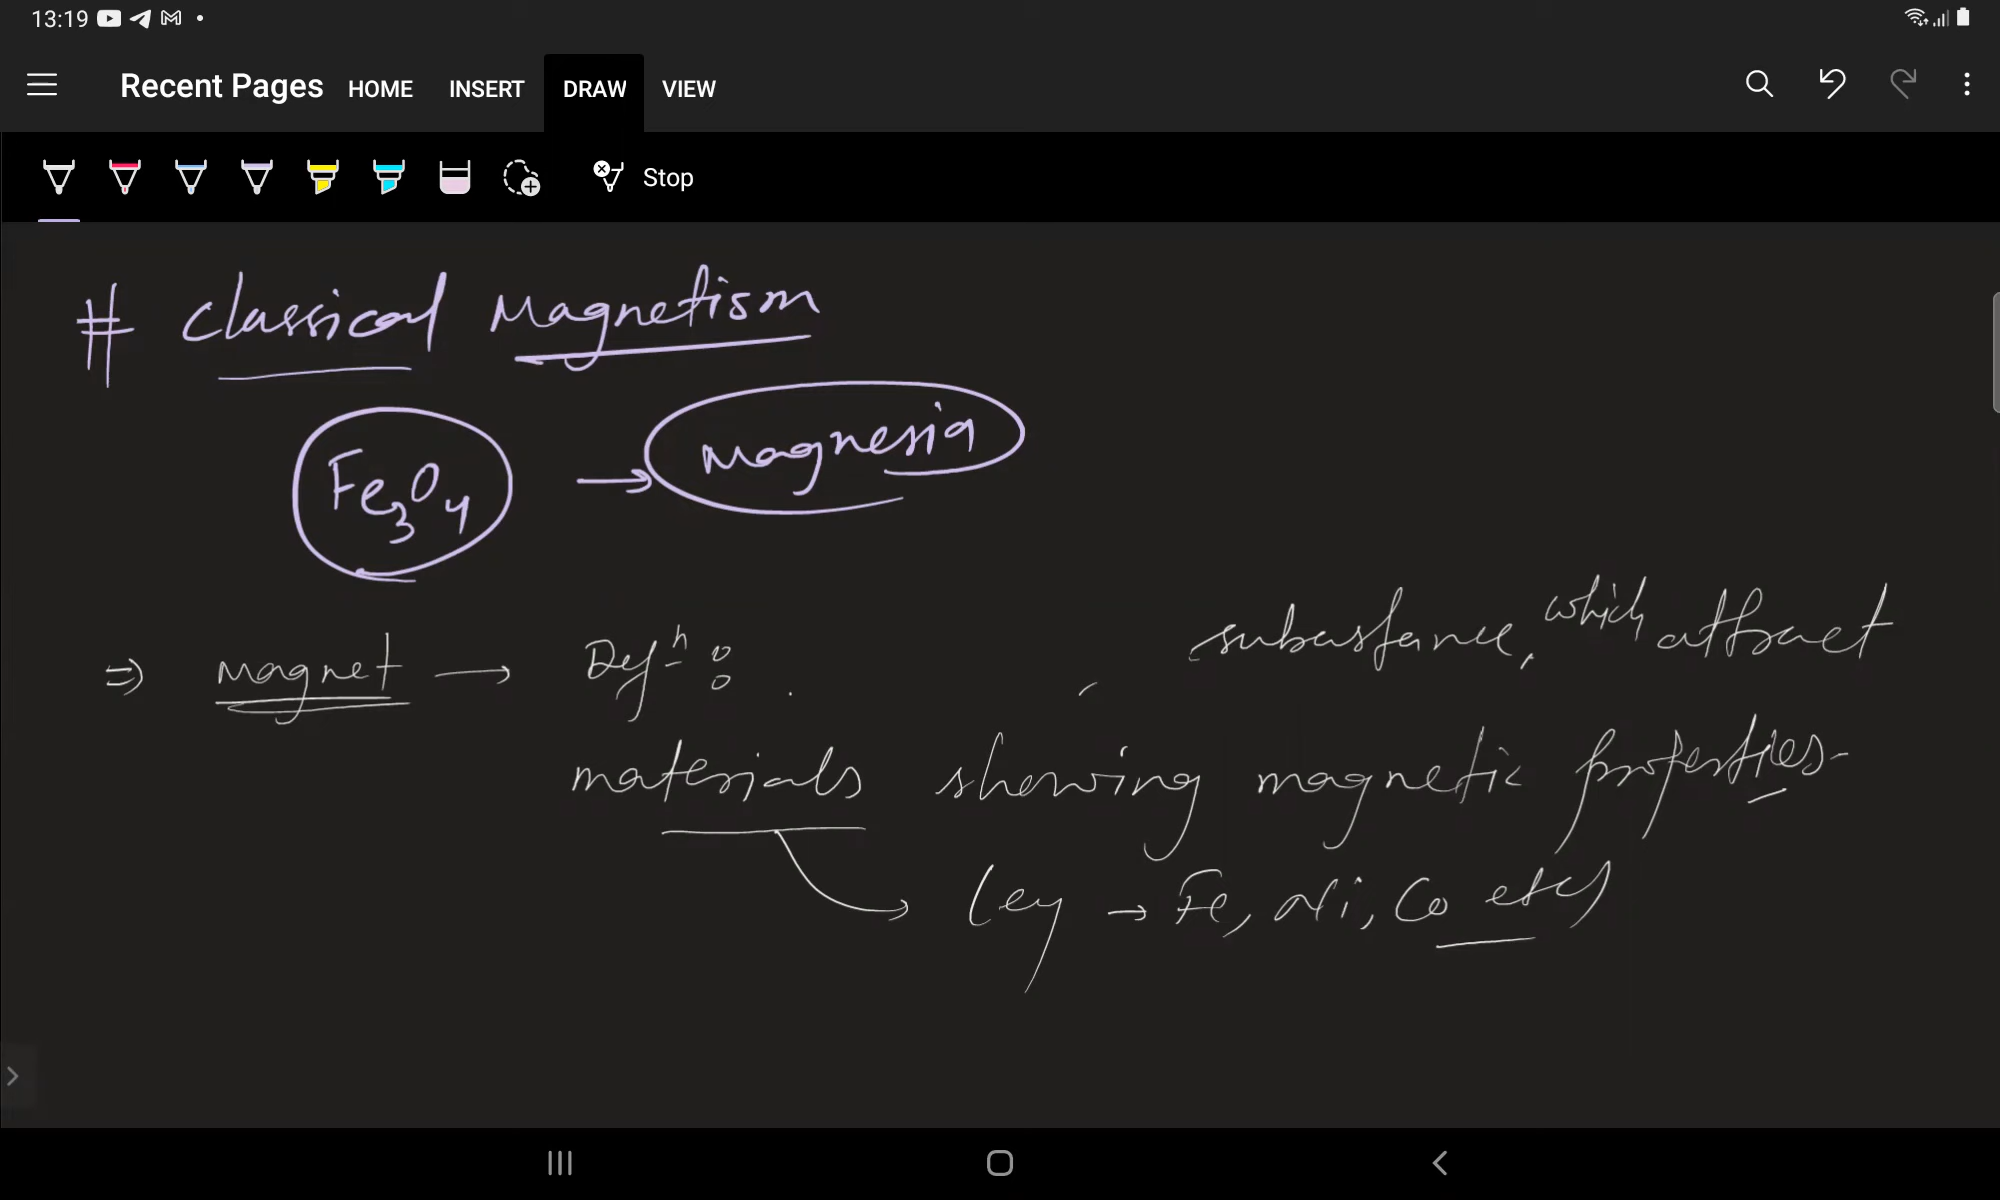 13:19
Recent Pages HOME INSERT DRAW VIEW
Stop
# Classical Magnetism
Fe3O4 → Magnesia
⇒ Magnet → Defn : subustance, which attract
materials showing magnetic properties.
(eg → Fe, Ni, Co etc)